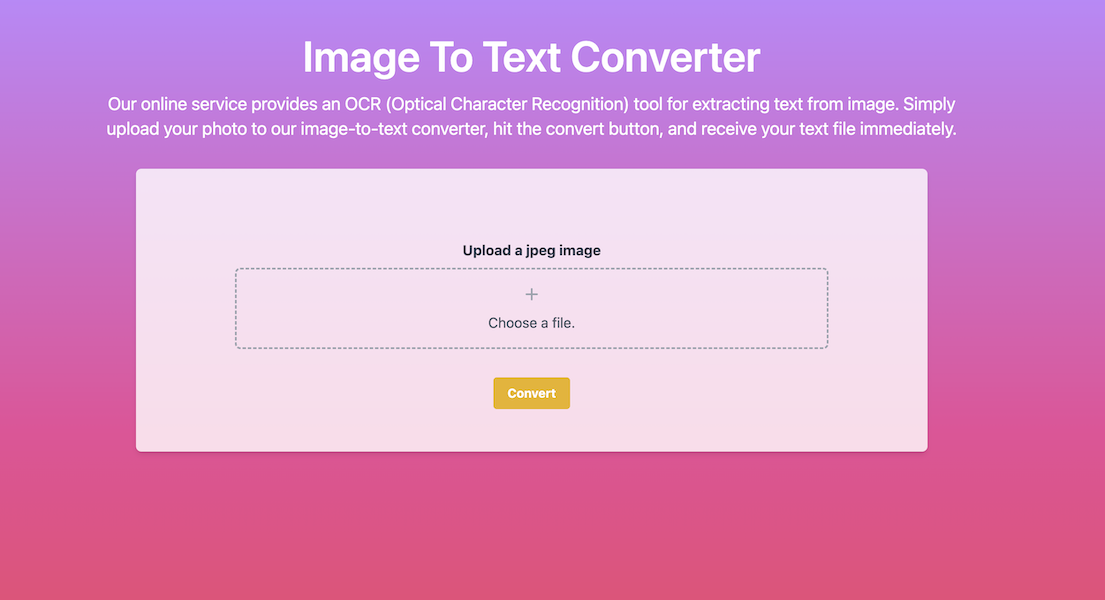 Image To Text Converter
Our online service provides an OCR (Optical Character Recognition) tool for extracting text from image. Simply
upload your photo to our image-to-text converter, hit the convert button, and receive your text file immediately.
Upload a jpeg image
+
Choose a file.
Convert